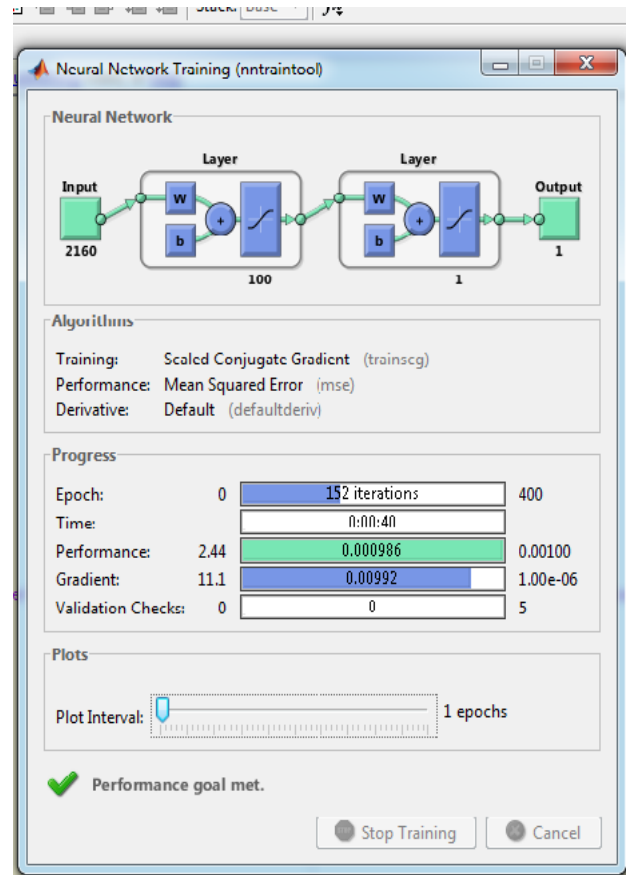 Stack: Base
Neural Network Training (nntraintool)
Neural Network
Layer Layer
Input W W Output
b + b +
2160 100 1 1
Algorithms
Training: Scaled Conjugate Gradient (trainscg)
Performance: Mean Squared Error (mse)
Derivative: Default (defaultderiv)
Progress
Epoch: 0 152 iterations 400
Time: 0:00:40
Performance: 2.44 0.000986 0.00100
Gradient: 11.1 0.00992 1.00e-06
Validation Checks: 0 0 5
Plots
Plot Interval: 1 epochs
Performance goal met.
Stop Training Cancel